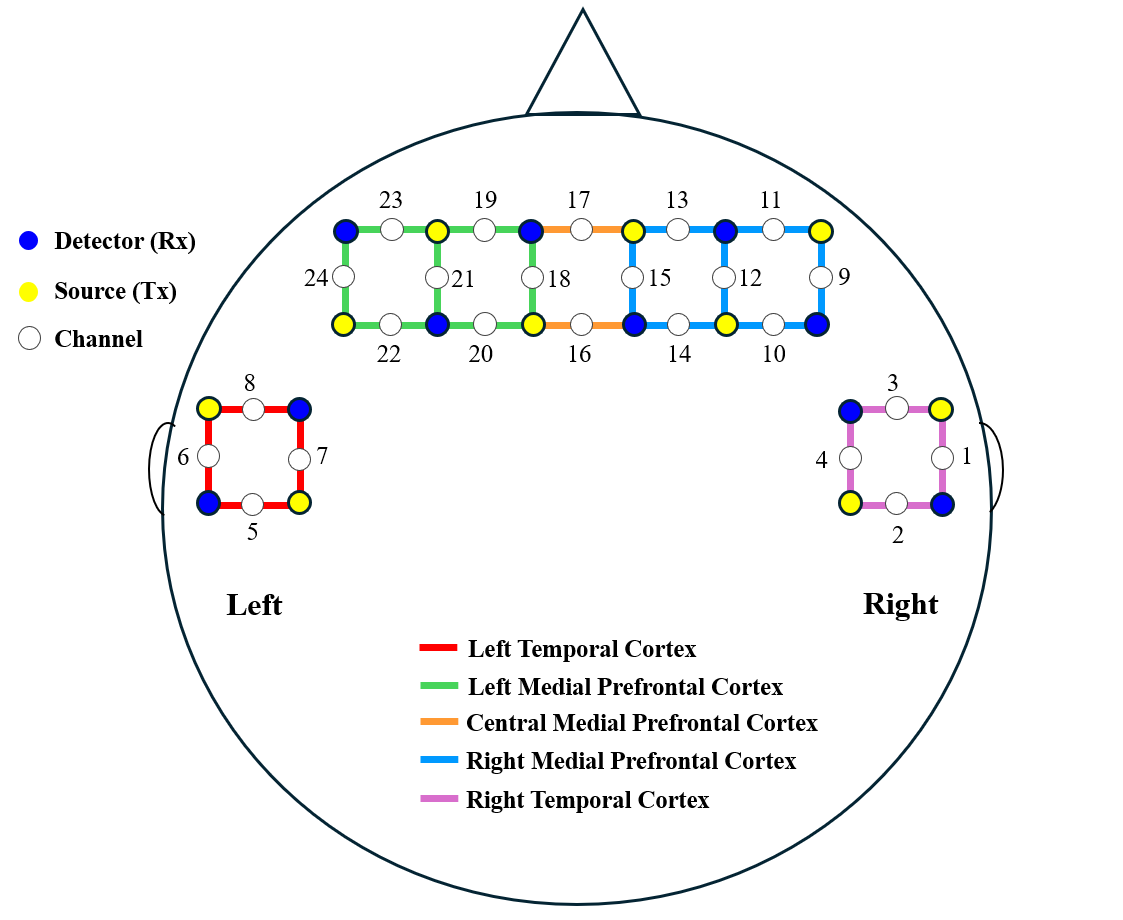 23 19 17 13 11
Detector (Rx)
24 21 18 15 12 9
Source (Tx)
Channel
22 20 16 14 10
8 3
6 7 4 1
5 2
Left Right
Left Temporal Cortex
Left Medial Prefrontal Cortex
Central Medial Prefrontal Cortex
Right Medial Prefrontal Cortex
Right Temporal Cortex